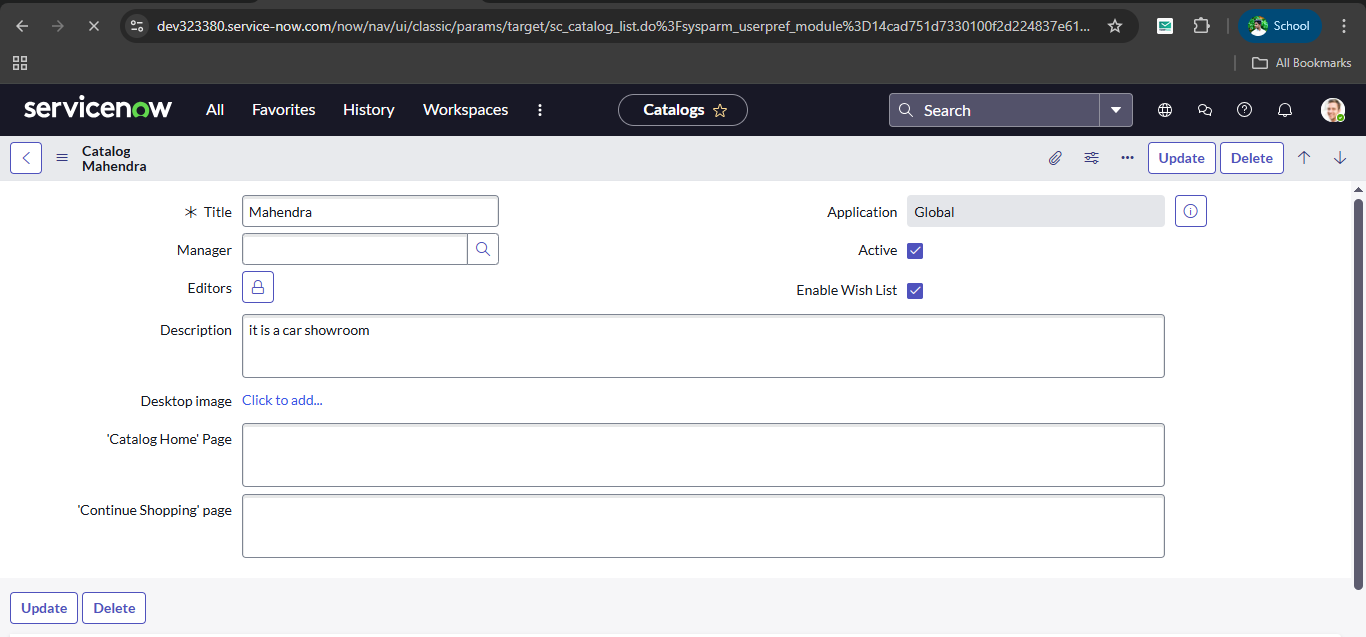 dev323380.service-now.com/now/nav/ui/classic/params/target/sc_catalog_list.do%3Fsysparm_userpref_module%3D14cad751d7330100f2d224837e61...
School
All Bookmarks
servicenow All Favorites History Workspaces Catalogs Search
Catalog
Mahendra
Update Delete
Title Mahendra Application Global
Manager Active
Editors Enable Wish List
Description it is a car showroom
Desktop image Click to add...
'Catalog Home' Page
'Continue Shopping' page
Update Delete